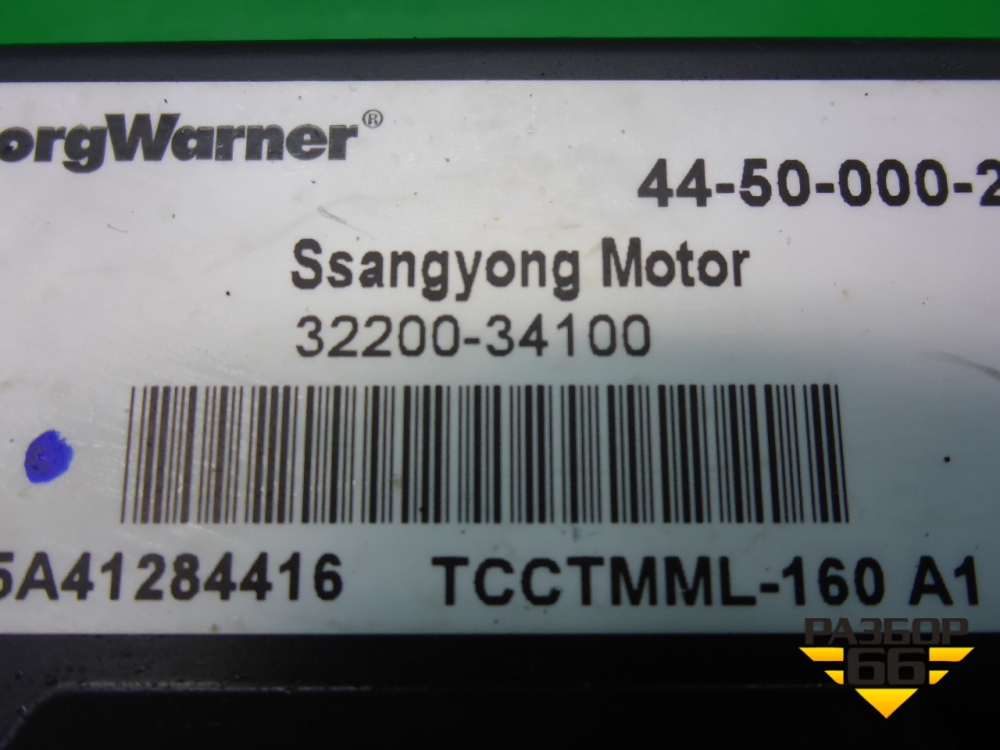 orgWarner®
44-50-000-2
Ssangyong Motor
32200-34100
5A41284416 TCCTMML-160 A1
РАЗБОР
66